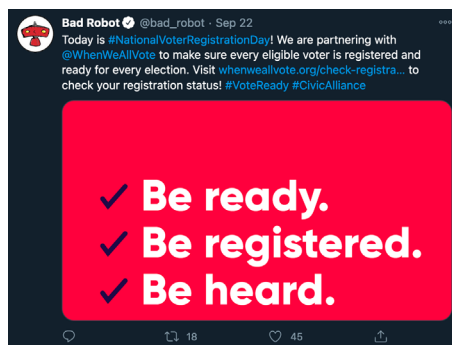 Bad Robot @bad_robot · Sep 22
Today is #NationalVoterRegistrationDay! We are partnering with
@WhenWeAllVote to make sure every eligible voter is registered and
ready for every election. Visit whenweallvote.org/check-registra... to
check your registration status! #VoteReady #CivicAlliance
Be ready.
Be registered.
Be heard.
18 45